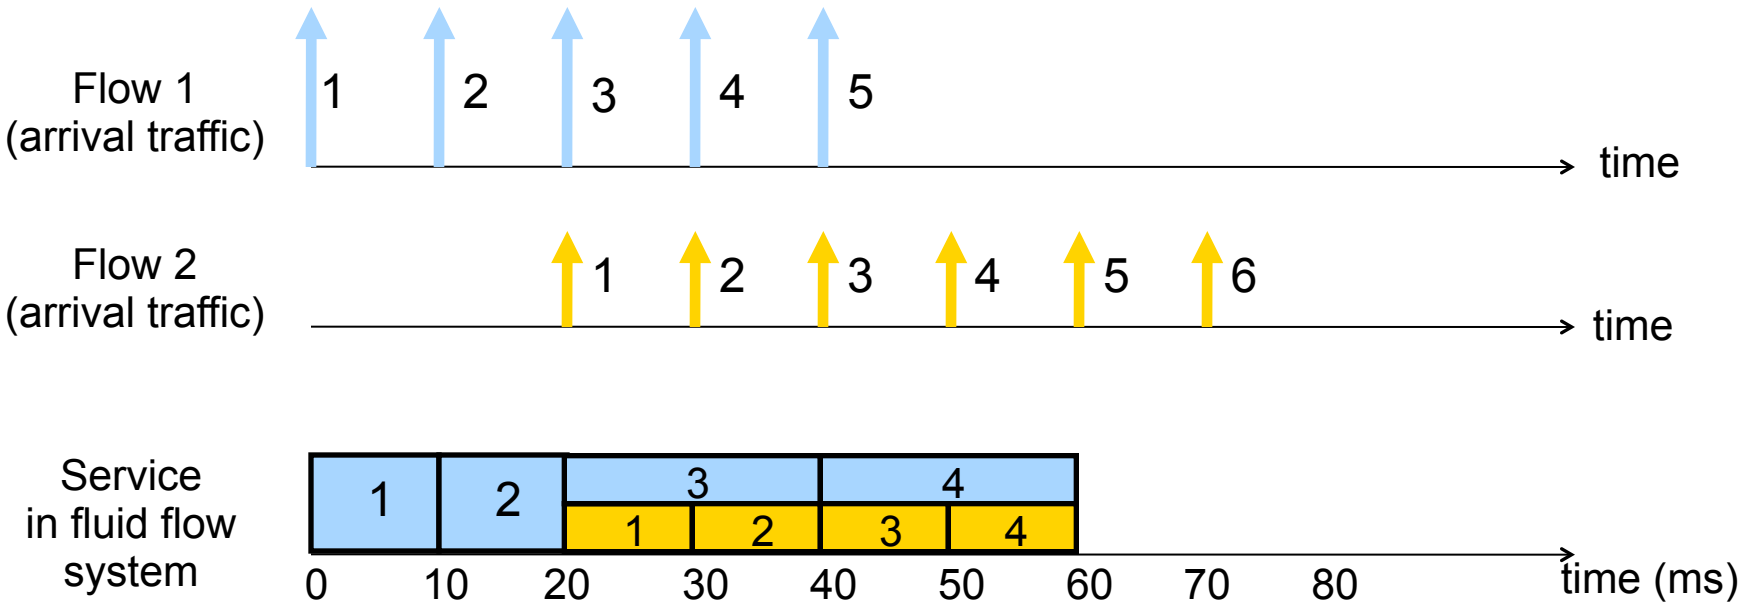 Flow 1
(arrival traffic)
1 2 3 4 5
time
Flow 2
(arrival traffic)
1 2 3 4 5 6
time
Service
in fluid flow
system
1 2 3 4
1 2 3 4
0 10 20 30 40 50 60 70 80
time (ms)